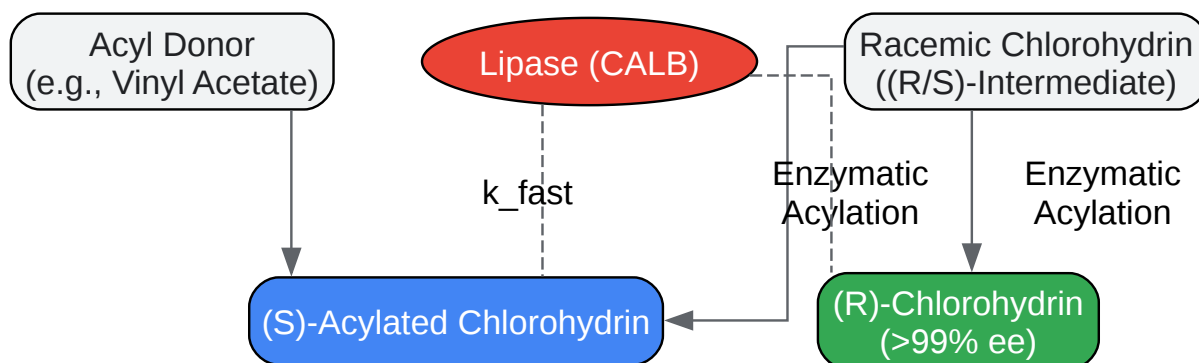 Acyl Donor
(e.g., Vinyl Acetate)
Lipase (CALB)
Racemic Chlorohydrin
((R/S)-Intermediate)
k_fast
Enzymatic
Acylation
Enzymatic
Acylation
(S)-Acylated Chlorohydrin
(R)-Chlorohydrin
(>99% ee)